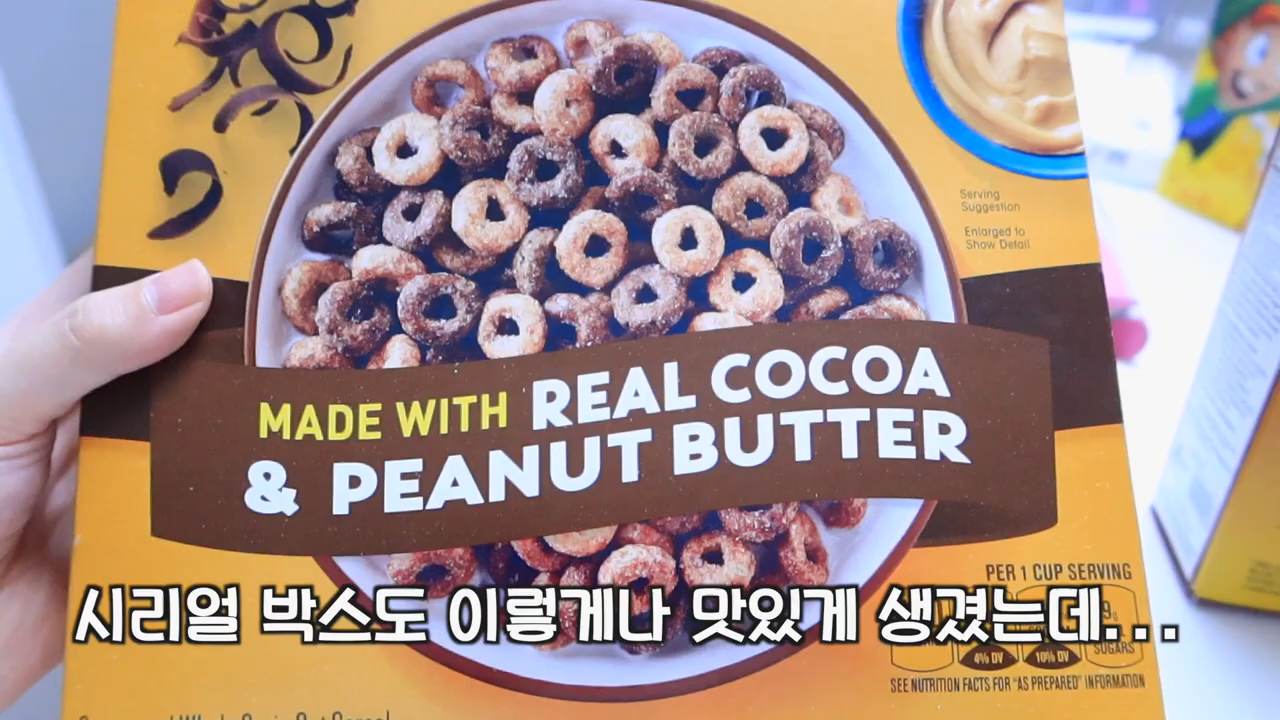 Serving
Suggestion
Enlarged to
Show Detail
MADE WITH REAL COCOA
& PEANUT BUTTER
PER 1 CUP SERVING
시리얼 박스도 이렇게나 맛있게 생겼는데...
4% DV
10% DV
SUGARS
SEE NUTRITION FACTS FOR "AS PREPARED" INFORMATION